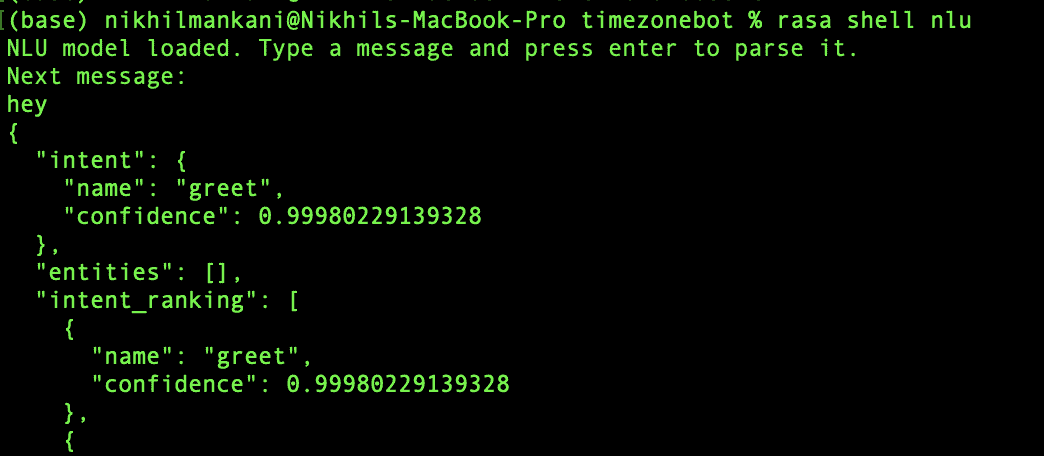 (base) nikhilmankani@Nikhils-MacBook-Pro timezonebot % rasa shell nlu
NLU model loaded. Type a message and press enter to parse it.
Next message:
hey
{
  "intent": {
    "name": "greet",
    "confidence": 0.99980229139328
  },
  "entities": [],
  "intent_ranking": [
    {
      "name": "greet",
      "confidence": 0.99980229139328
    },
    {